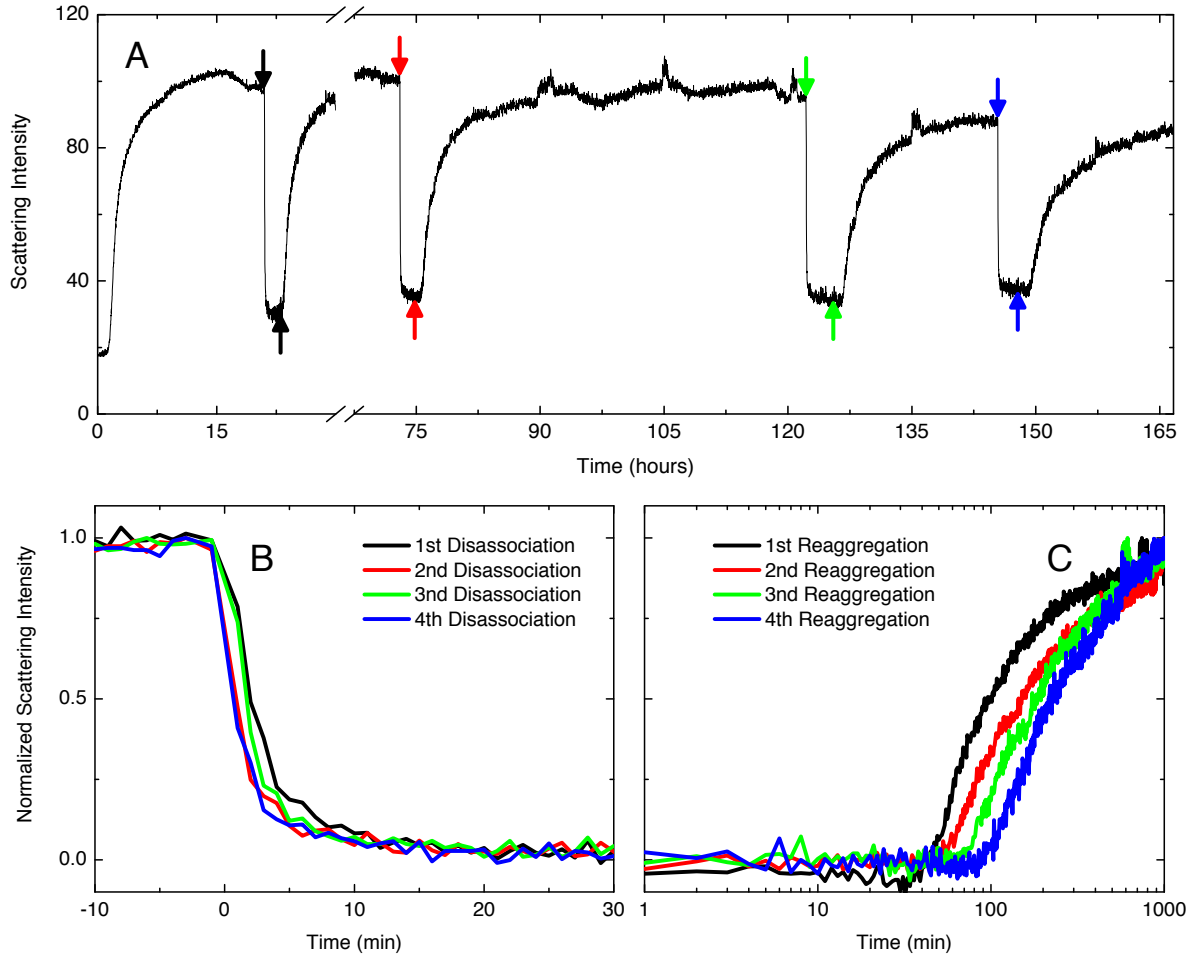 A
Scattering Intensity
120
80
40
0
0
15
75
90
105
120
135
150
165
Time (hours)
B
Normalized Scattering Intensity
1.0
0.5
0.0
1st Disassociation
2nd Disassociation
3nd Disassociation
4th Disassociation
-10
0
10
20
30
Time (min)
C
1st Reaggregation
2nd Reaggregation
3nd Reaggregation
4th Reaggregation
1
10
100
1000
Time (min)